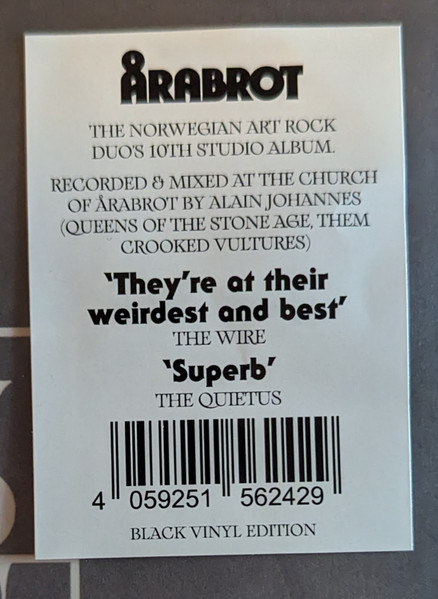 ÅRABROT
THE NORWEGIAN ART ROCK
DUO'S 10TH STUDIO ALBUM.
RECORDED & MIXED AT THE CHURCH
OF ÅRABROT BY ALAIN JOHANNES
(QUEENS OF THE STONE AGE, THEM
CROOKED VULTURES)
‘They’re at their
weirdest and best’
THE WIRE
‘Superb’
THE QUIETUS
4 059251 562429
BLACK VINYL EDITION